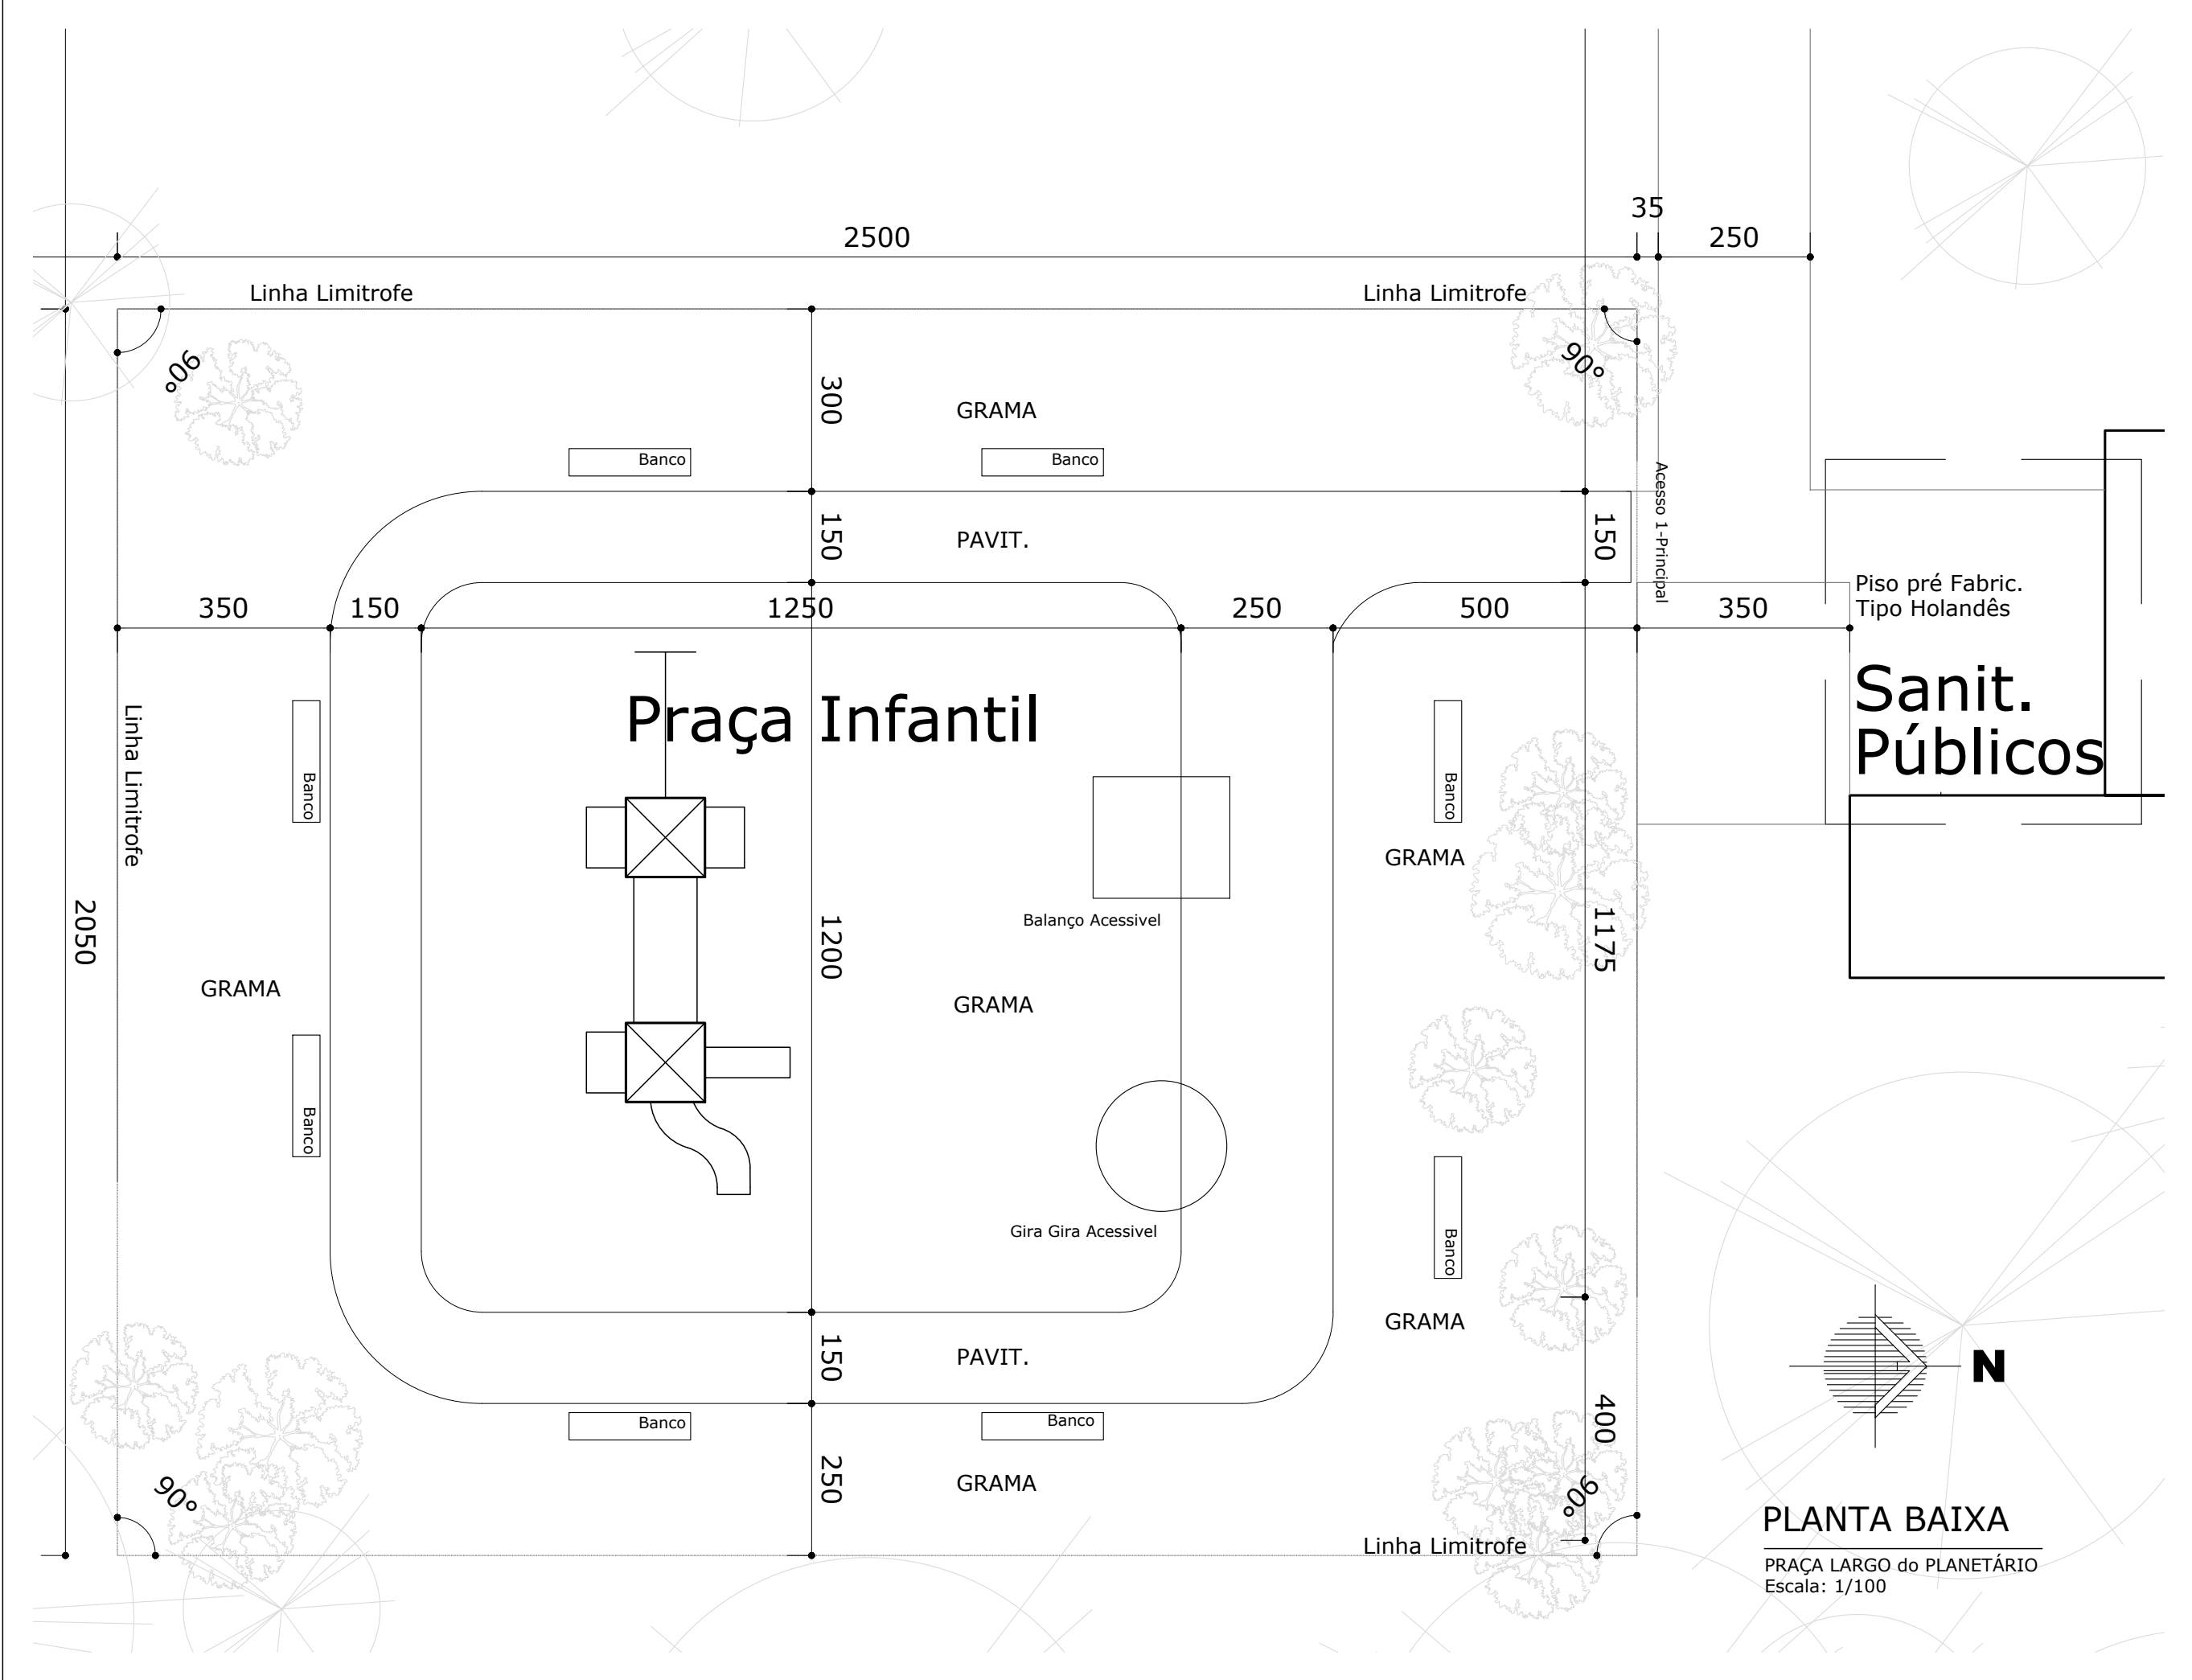 35
2500
250
Linha Limitrofe
Linha Limitrofe
90°
90°
300
GRAMA
Banco
Banco
Acesso 1-Principal
150
PAVIT.
150
Piso pré Fabric.
Tipo Holandês
350
150
1250
250
500
350
Praça Infantil
Sanit.
Públicos
Linha Limitrofe
Banco
Banco
GRAMA
Balanço Acessivel
2050
1200
1175
GRAMA
GRAMA
Banco
Gira Gira Acessivel
Banco
GRAMA
150
PAVIT.
N
Banco
Banco
400
250
GRAMA
90°
90°
Linha Limitrofe
PLANTA BAIXA
PRAÇA LARGO do PLANETÁRIO
Escala: 1/100